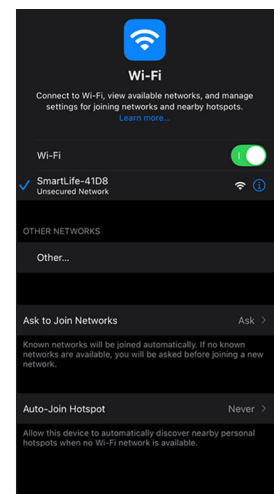 Wi-Fi
Connect to Wi-Fi, view available networks, and manage
settings for joining networks and nearby hotspots.
Learn more...
Wi-Fi
SmartLife-41D8
Unsecured Network
OTHER NETWORKS
Other...
Ask to Join Networks Ask
Known networks will be joined automatically. If no known
networks are available, you will be asked before joining a new
network.
Auto-Join Hotspot Never
Allow this device to automatically discover nearby personal
hotspots when no Wi-Fi network is available.